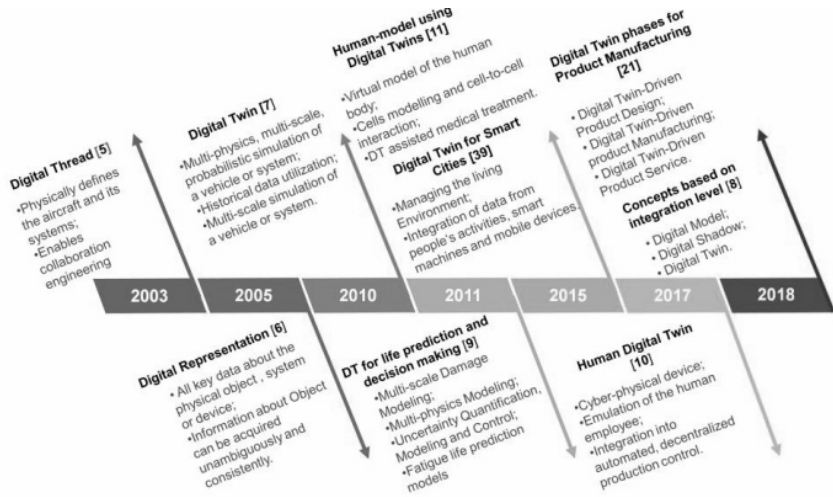 Digital Thread [5]
•Physically defines
the aircraft and its
systems;
•Enables
collaboration
engineering
Digital Twin [7]
•Multi-physics, multi-scale,
probabilistic simulation of
a vehicle or system;
•Historical data utilization;
•Multi-scale simulation of
a vehicle or system.
Human-model using
Digital Twins [11]
•Virtual model of the human
body;
•Cells modelling and cell-to-cell
interaction;
•DT assisted medical treatment.
Digital Twin for Smart
Cities [39]
•Managing the living
Environment;
•Integration of data from
people's activities, smart
machines and mobile devices.
Digital Twin phases for
Product Manufacturing
[21]
• Digital Twin-Driven
Product Design;
• Digital Twin-Driven
product Manufacturing;
• Digital Twin-Driven
Product Service.
Concepts based on
integration level [8]
• Digital Model;
• Digital Shadow;
• Digital Twin.
2003
2005
2010
2011
2015
2017
2018
Digital Representation [6]
• All key data about the
physical object , system
or device;
• Information about Object
can be acquired
unambiguously and
consistently.
DT for life prediction and
decision making [9]
•Multi-scale Damage
Modeling;
•Multi-physics Modeling;
•Uncertainty Quantification,
Modeling and Control;
•Fatigue life prediction
models
Human Digital Twin
[10]
•Cyber-physical device;
•Emulation of the human
employee;
•Integration into
automated, decentralized
production control.